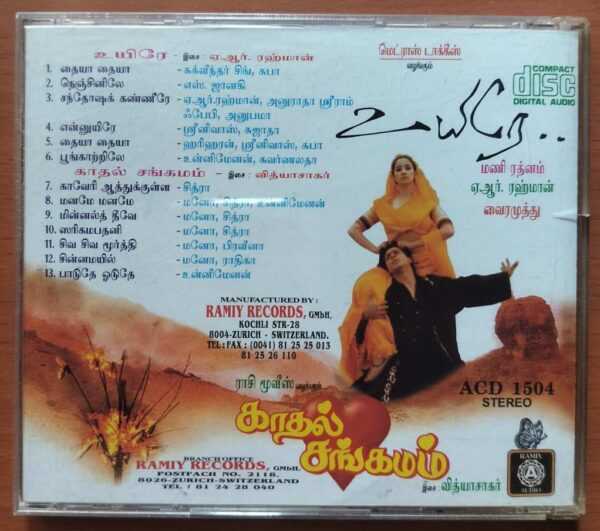 உயிரே - இசை: ஏ.ஆர். ரஹ்மான்
1. தையா தையா - சுக்விந்தர் சிங், சுபா
2. நெஞ்சினிலே - எஸ். ஜானகி
3. சந்தோஷக் கண்ணீரே - ஏ.ஆர்.ரஹ்மான், அனுராதா ஸ்ரீராம்
ஃபேபி, அனுபமா
4. என்னுயிரே - ஸ்ரீனிவாஸ், சுஜாதா
5. தையா தையா - ஹரிஹரன், ஸ்ரீனிவாஸ், சுபா
6. பூங்காற்றிலே - உன்னிமேனன், சுவர்ணலதா
காதல் சங்கமம் - இசை: வித்யாசாகர்
7. காவேரி ஆத்துக்குள்ள - சித்ரா
8. மனமே மனமே - மனோ, சித்ரா, உன்னிமேனன்
9. மின்னல்த் தீவே - மனோ, சித்ரா
10. ஸரிகமபதனி - மனோ, சித்ரா
11. சிவ சிவ மூர்த்தி - மனோ, பிரவீனா
12. சின்னமயில் - மனோ, ராதிகா
13. பாடுதே ஓடுதே - உன்னிமேனன்
மெட்ராஸ் டாக்கீஸ்
வழங்கும்
COMPACT
disc
DIGITAL AUDIO
உயிரே..
மணி ரத்னம்
ஏ.ஆர். ரஹ்மான்
வைரமுத்து
MANUFACTURED BY :
RAMIY RECORDS, GMbH,
KOCHLI STR-28
8004-ZURICH - SWITZERLAND.
TEL : FAX : (0041) 81 25 25 013
81 25 26 110
ACD 1504
STEREO
ராசி மூவீஸ் வழங்கும்
காதல்
சங்கமம்
இசை : வித்யாசாகர்
BRANCH OFFICE
RAMIY RECORDS, GMbH,
POSTFACH NO. 2118,
8026-ZURICH-SWITZERLAND
TEL : 81 24 28 040
RAMIY
AUDIO